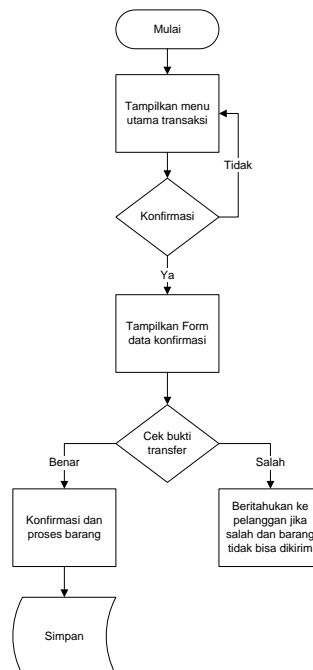 Mulai
Tampilkan menu
utama transaksi
Tidak
Konfirmasi
Ya
Tampilkan Form
data konfirmasi
Cek bukti
transfer
Benar
Salah
Konfirmasi dan
proses barang
Beritahukan ke
pelanggan jika
salah dan barang
tidak bisa dikirim
Simpan